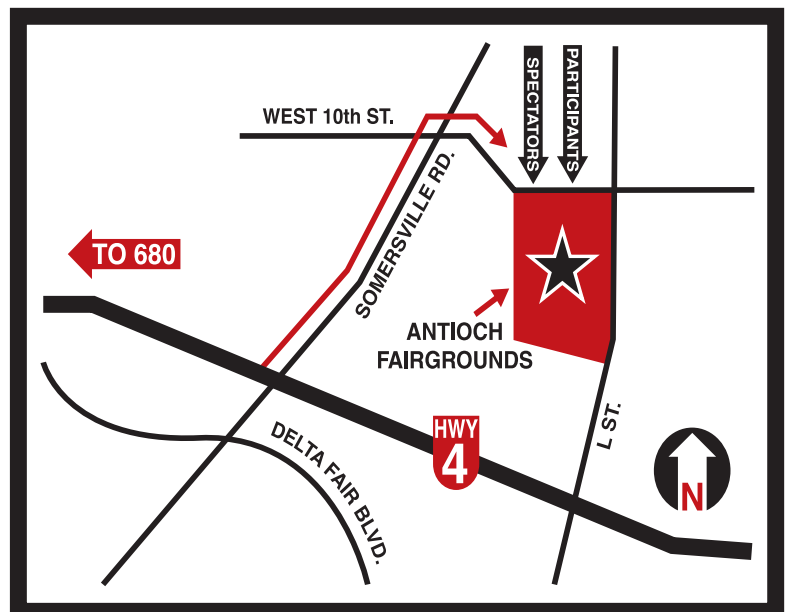 SPECTATORS
PARTICIPANTS
WEST 10th ST.
SOMERSVILLE RD.
TO 680
ANTIOCH
FAIRGROUNDS
L ST.
HWY
4
DELTA FAIR BLVD.
N